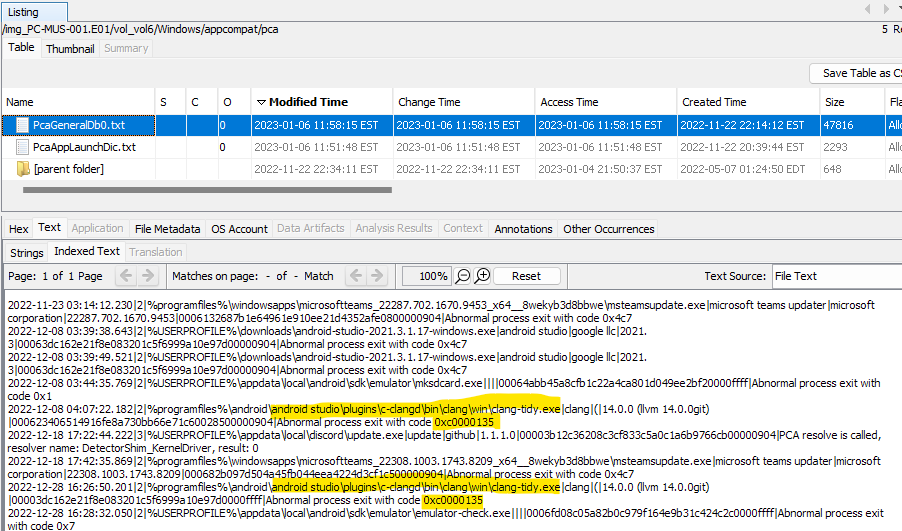 Listing
/img_PC-MUS-001.E01/vol_vol6/Windows/appcompat/pca
5 Re
Table Thumbnail Summary
Save Table as CS
Name S C O Modified Time Change Time Access Time Created Time Size Fla
PcaGeneralDb0.txt 0 2023-01-06 11:58:15 EST 2023-01-06 11:58:15 EST 2023-01-06 11:58:15 EST 2022-11-22 22:14:12 EST 47816 Allo
PcaAppLaunchDic.txt 0 2023-01-06 11:51:48 EST 2023-01-06 11:51:48 EST 2023-01-06 11:51:48 EST 2022-11-22 20:39:44 EST 2293 Allo
[parent folder] 2022-11-22 22:34:11 EST 2022-11-22 22:34:11 EST 2023-01-04 21:50:37 EST 2022-05-07 01:24:50 EDT 648 Allo
Hex Text Application File Metadata OS Account Data Artifacts Analysis Results Context Annotations Other Occurrences
Strings Indexed Text Translation
Page: 1 of 1 Page Matches on page: - of - Match 100% Reset Text Source: File Text
2022-11-23 03:14:12.230|2|%programfiles%\windowsapps\microsoftteams_22287.702.1670.9453_x64__8wekyb3d8bbwe\msteamsupdate.exe|microsoft teams updater|microsoft
corporation|22287.702.1670.9453|0006132687b1e64961e910ee21d4352afe0800000904|Abnormal process exit with code 0x4c7
2022-12-08 03:39:38.643|2|%USERPROFILE%\downloads\android-studio-2021.3.1.17-windows.exe|android studio|google llc|2021.
3|00063dc162e21f8e083201c5f6999a10e97d00000904|Abnormal process exit with code 0x4c7
2022-12-08 03:39:49.521|2|%USERPROFILE%\downloads\android-studio-2021.3.1.17-windows.exe|android studio|google llc|2021.
3|00063dc162e21f8e083201c5f6999a10e97d00000904|Abnormal process exit with code 0x4c7
2022-12-08 03:44:35.769|2|%USERPROFILE%\appdata\local\android\sdk\emulator\mksdcard.exe||||00064abb45a8cfb1c22a4ca801d049ee2bf20000ffff|Abnormal process exit with
code 0x1
2022-12-08 04:07:22.182|2|%programfiles%\android\android studio\plugins\c-clangd\bin\clang\win\clang-tidy.exe|clang|(|14.0.0 (llvm 14.0.0git)
|000623406514916fe8a730bb66e71c60028500000904|Abnormal process exit with code 0xc0000135
2022-12-18 17:22:44.222|3|%USERPROFILE%\appdata\local\discord\update.exe|update|github|1.1.1.0|00003b12c36208c3cf833c5a0c1a6b9766cb00000904|PCA resolve is called,
resolver name: DetectorShim_KernelDriver, result: 0
2022-12-18 17:42:35.869|2|%programfiles%\windowsapps\microsoftteams_22308.1003.1743.8209_x64__8wekyb3d8bbwe\msteamsupdate.exe|microsoft teams updater|microsoft
corporation|22308.1003.1743.8209|000682b097d504a45fb044eea4224d3cf1c500000904|Abnormal process exit with code 0x4c7
2022-12-28 16:26:50.201|2|%programfiles%\android\android studio\plugins\c-clangd\bin\clang\win\clang-tidy.exe|clang|(|14.0.0 (llvm 14.0.0git)
|00003dc162e21f8e083201c5f6999a10e97d0000ffff|Abnormal process exit with code 0xc0000135
2022-12-28 16:28:32.050|2|%USERPROFILE%\appdata\local\android\sdk\emulator\emulator-check.exe||||0006fd08c05a82b0c979f164e9b31c424c2c0000ffff|Abnormal process exit
with code 0x7